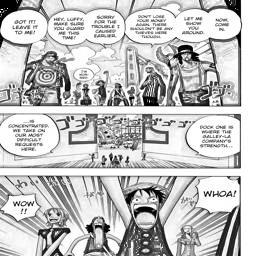 NOW,
COME
IN.
LET ME
SHOW
YOU
AROUND.
DON'T LOSE
YOUR MONEY
AGAIN. THERE
SHOULDN'T BE ANY
THIEVES HERE
THOUGH.
SORRY
FOR THE
TROUBLE I
CAUSED
EARLIER.
HEY, LUFFY,
MAKE SURE
YOU GUARD
ME THIS
TIME!
GOT IT!
LEAVE IT
TO ME!
DOCK ONE IS
WHERE THE
GALLEY-LA
COMPANY'S
STRENGTH...
...IS
CONCENTRATED.
WE TAKE ON
OUR MOST
DIFFICULT
REQUESTS
HERE.
WHOA!
WOW
!!